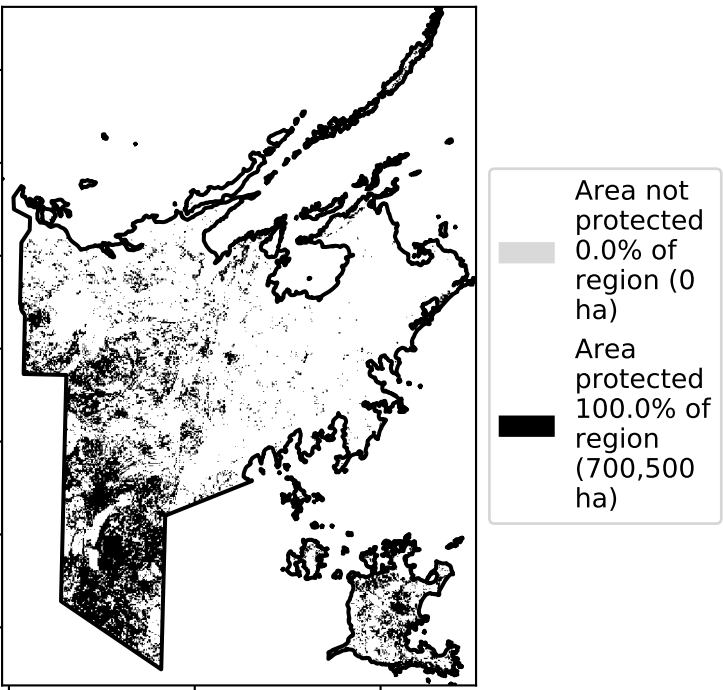 Area not
protected
0.0% of
region (0
ha)
Area
protected
100.0% of
region
(700,500
ha)